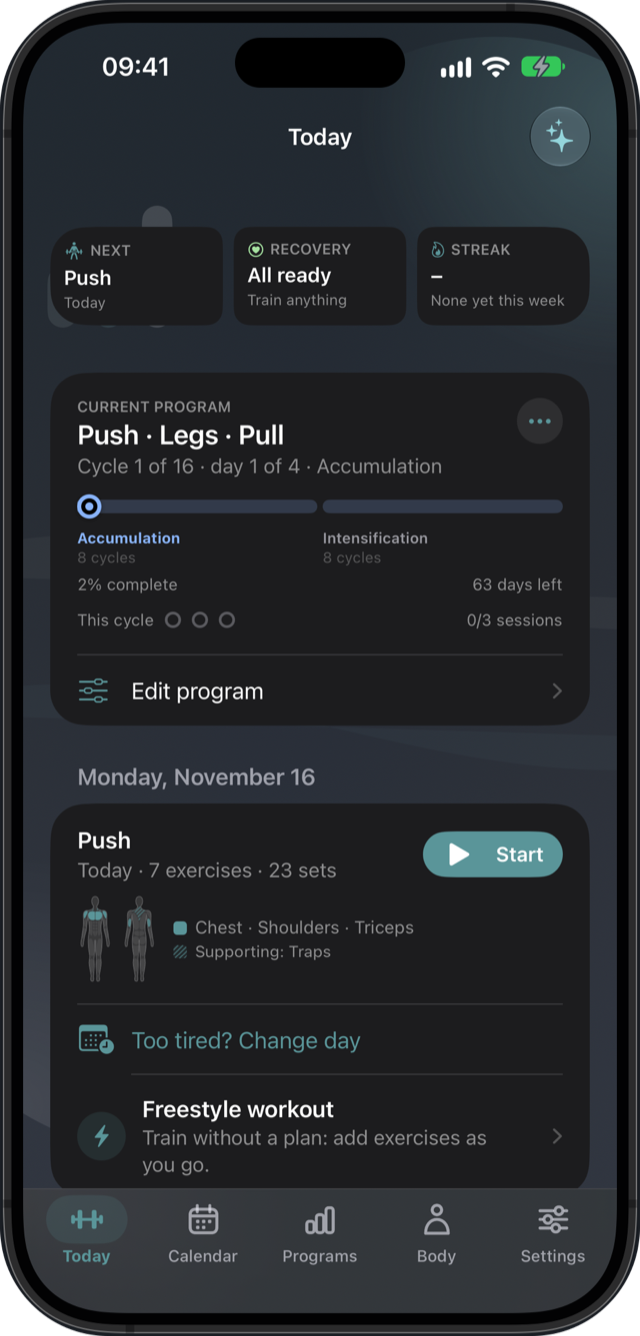 09:41
Today
NEXT
Push
Today
RECOVERY
All ready
Train anything
STREAK
–
None yet this week
CURRENT PROGRAM
Push · Legs · Pull
Cycle 1 of 16 · day 1 of 4 · Accumulation
Accumulation
8 cycles
Intensification
8 cycles
2% complete
63 days left
This cycle
0/3 sessions
Edit program
Monday, November 16
Push
Today · 7 exercises · 23 sets
Start
Chest · Shoulders · Triceps
Supporting: Traps
Too tired? Change day
Freestyle workout
Train without a plan: add exercises as
you go.
Today
Calendar
Programs
Body
Settings